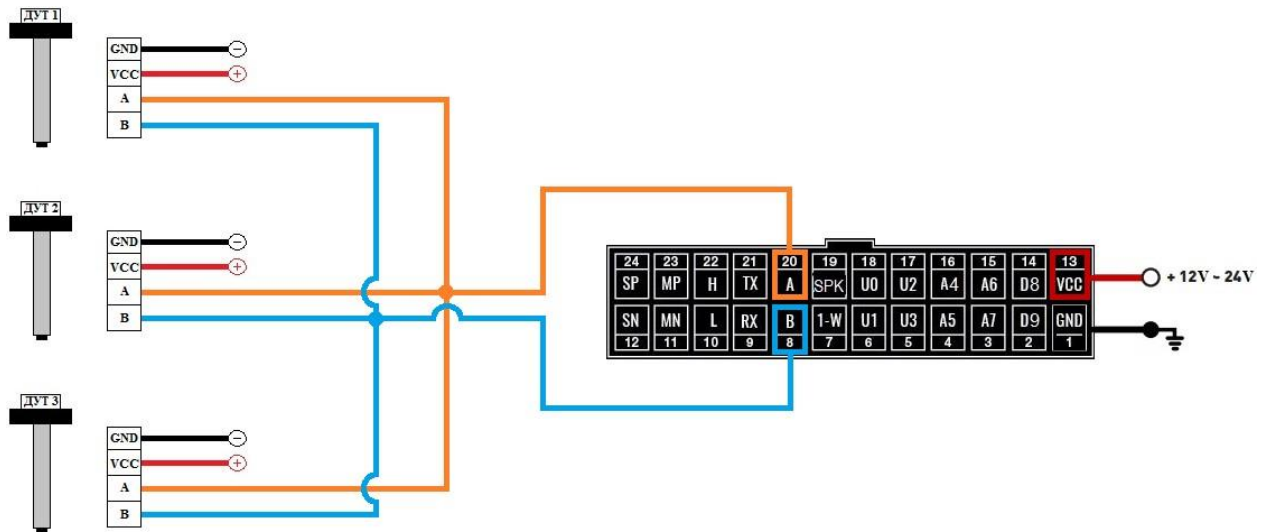 ДУТ 1
GND
VCC
A
B
ДУТ 2
GND
VCC
A
B
ДУТ 3
GND
VCC
A
B
24 23 22 21 20 19 18 17 16 15 14 13
SP MP H TX A SPK U0 U2 A4 A6 D8 VCC
SN MN L RX B 1-W U1 U3 A5 A7 D9 GND
12 11 10 9 8 7 6 5 4 3 2 1
+ 12V ~ 24V